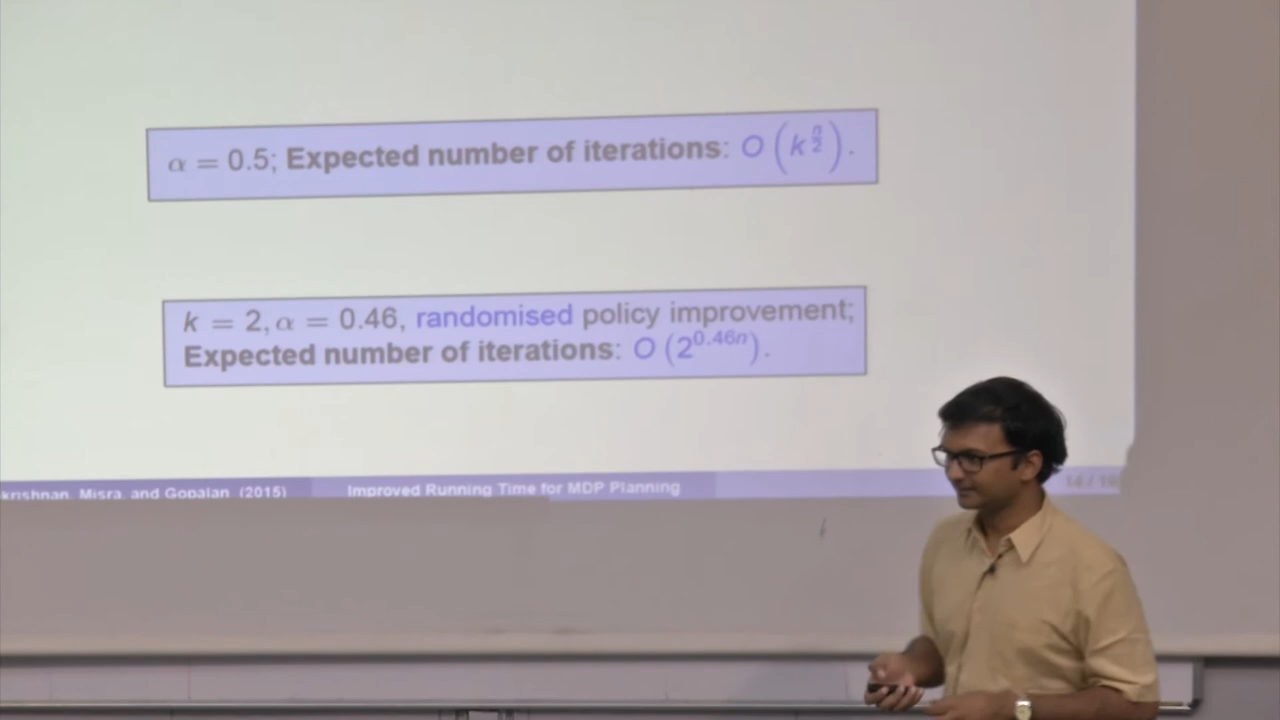 α = 0.5; Expected number of iterations: O (k^{n/2}).
k = 2, α = 0.46, randomised policy improvement;
Expected number of iterations: O (2^{0.46n}).
krishnan, Misra, and Gopalan (2015) Improved Running Time for MDP Planning